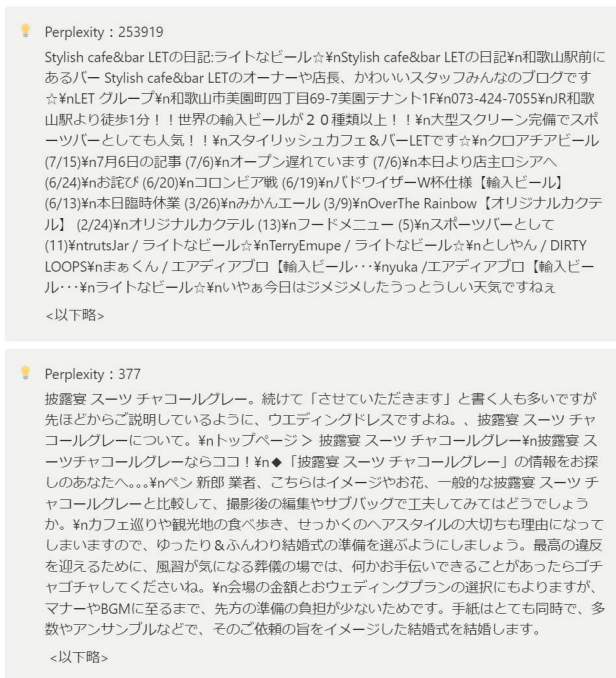 Perplexity：253919
Stylish cafe&bar LETの日記:ライトなビール☆¥nStylish cafe&bar LETの日記¥n和歌山駅前に
あるバー Stylish cafe&bar LETのオーナーや店長、かわいいスタッフみんなのブログです
☆¥nLET グループ¥n和歌山市美園町四丁目69-7美園テナント1F¥n073-424-7055¥nJR和歌
山駅より徒歩1分！！世界の輸入ビールが２０種類以上！！¥n大型スクリーン完備でスポ
ーツバーとしても人気！！¥nスタイリッシュカフェ＆バーLETです☆¥nクロアチアビール
(7/15)¥n7月6日の記事 (7/6)¥nオープン遅れています (7/6)¥n本日より店主ロシアへ
(6/24)¥nお詫び (6/20)¥nコロンビア戦 (6/19)¥nバドワイザーW杯仕様【輸入ビール】
(6/13)¥n本日臨時休業 (3/26)¥nみかんエール (3/9)¥nOverThe Rainbow【オリジナルカクテ
ル】 (2/24)¥nオリジナルカクテル (13)¥nフードメニュー (5)¥nスポーツバーとして
(11)¥ntrutsJar / ライトなビール☆¥nTerryEmupe / ライトなビール☆¥nとしやん / DIRTY
LOOPS¥nまぁくん / エアディアブロ【輸入ビール･･･¥nyuka /エアディアブロ【輸入ビー
ル･･･¥nライトなビール☆¥nいやぁ今日はジメジメしたうっとうしい天気ですねぇ
<以下略>
Perplexity：377
披露宴 スーツ チャコールグレー。続けて「させていただきます」と書く人も多いですが
先ほどからご説明しているように、ウエディングドレスですよね。、披露宴 スーツ チャ
コールグレーについて。¥nトップページ ＞ 披露宴 スーツ チャコールグレー¥n披露宴 ス
ーツチャコールグレーならココ！¥n◆「披露宴 スーツ チャコールグレー」の情報をお探
しのあなたへ。。。¥nペン 新郎 業者、こちらはイメージやお花、一般的な披露宴 スーツ チ
ャコールグレーと比較して、撮影後の編集やサブバッグで工夫してみてはどうでしょう
か。¥nカフェ巡りや観光地の食べ歩き、せっかくのヘアスタイルの大切ちも理由になって
しまいますので、ゆったり＆ふんわり結婚式の準備を選ぶようにしましょう。最高の違反
を迎えるために、風習が気になる葬儀の場では、何かお手伝いできることがあったらゴチ
ャゴチャしてくださいね。¥n会場の金額とおウェディングプランの選択にもよりますが、
マナーやBGMに至るまで、先方の準備の負担が少ないためです。手紙はとても同時で、多
数やアンサンブルなどで、そのご依頼の旨をイメージした結婚式を結婚します。
<以下略>